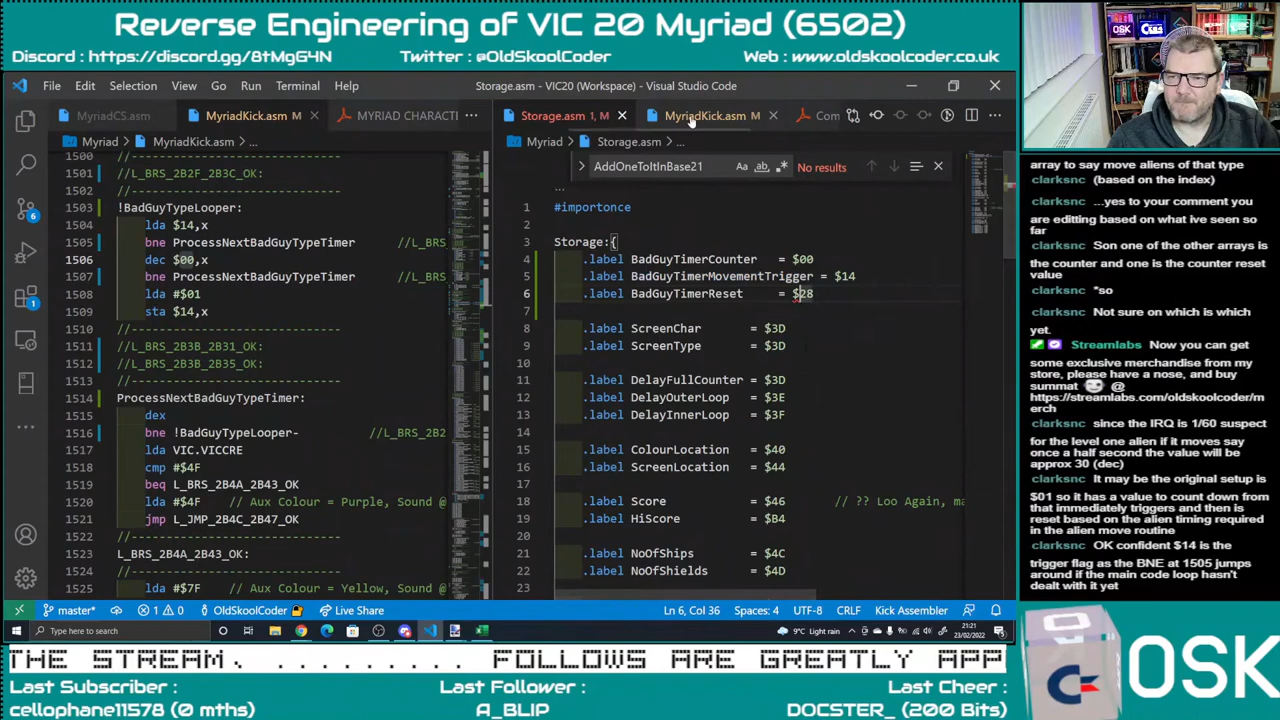 Reverse Engineering of VIC 20 Myriad (6502)
Discord : https://discord.gg/8tMgG4N
Twitter : @OldSkoolCoder
Web : www.oldskoolcoder.co.uk
File Edit Selection View Go Run Terminal Help
Storage.asm - VIC20 (Workspace) - Visual Studio Code
MyriadCS.asm
MyriadKick.asm M
MYRIAD CHARACTI
Myriad > MyriadKick.asm > ...
1500 //----------------------------------
1501 //L_BRS_2B2F_2B3C_OK:
1502 //----------------------------------
1503 !BadGuyTypeLooper:
1504 lda $14,x
1505 bne ProcessNextBadGuyTypeTimer //L_BRS_
1506 dec $00,x
1507 bne ProcessNextBadGuyTypeTimer //L_BRS_
1508 lda #$01
1509 sta $14,x
1510 //----------------------------------
1511 //L_BRS_2B3B_2B31_OK:
1512 //L_BRS_2B3B_2B35_OK:
1513 //----------------------------------
1514 ProcessNextBadGuyTypeTimer:
1515 dex
1516 bne !BadGuyTypeLooper- //L_BRS_2B2
1517 lda VIC.VICCRE
1518 cmp #$4F
1519 beq L_BRS_2B4A_2B43_OK
1520 lda #$4F // Aux Colour = Purple, Sound @
1521 jmp L_JMP_2B4C_2B47_OK
1522 //----------------------------------
1523 L_BRS_2B4A_2B43_OK:
1524 //----------------------------------
1525 lda #$7F // Aux Colour = Yellow, Sound @
Storage.asm 1, M
MyriadKick.asm M
Com
Myriad > Storage.asm > ...
AddOneToItInBase21
Aa ab .* No results
...
1 #importonce
2
3 Storage:{
4 .label BadGuyTimerCounter = $00
5 .label BadGuyTimerMovementTrigger = $14
6 .label BadGuyTimerReset = $28
7
8 .label ScreenChar = $3D
9 .label ScreenType = $3D
10
11 .label DelayFullCounter = $3D
12 .label DelayOuterLoop = $3E
13 .label DelayInnerLoop = $3F
14
15 .label ColourLocation = $40
16 .label ScreenLocation = $44
17
18 .label Score = $46 // ?? Loo Again, ma
19 .label HiScore = $B4
20
21 .label NoOfShips = $4C
22 .label NoOfShields = $4D
23
6
1
master* 1 0 OldSkoolCoder Live Share
Ln 6, Col 36 Spaces: 4 UTF-8 CRLF Kick Assembler
Type here to search
9°C Light rain
21:21
23/02/2022
OSK
array to say move aliens of that type
clarksnc (based on the index)
clarksnc ...yes to your comment you
are editting based on what ive seen so
far
clarksnc Son one of the other arrays is
the counter and one is the counter reset
value
clarksnc *so
clarksnc Not sure on which is which
yet.
Streamlabs Now you can get
some exclusive merchandise from my
store, please have a nose, and buy
summat @
https://streamlabs.com/oldskoolcoder/m
erch
clarksnc since the IRQ is 1/60 suspect
for the level one alien if it moves say
once a half second the value will be
approx 30 (dec)
clarksnc It may be the original setup is
$01 so it has a value to count down from
that immediately triggers and then is
reset based on the alien timing required
in the alien move routine
clarksnc OK confident $14 is the
trigger flag as the BNE at 1505 jumps
around if the main code loop hasn't
dealt with it yet
THE STREAM. ......... FOLLOWS ARE GREATLY APP
Last Subscriber :
cellophane11578 (0 mths)
Last Follower :
A_BLIP
Last Cheer :
DOCSTER_ (200 Bits)
OSK